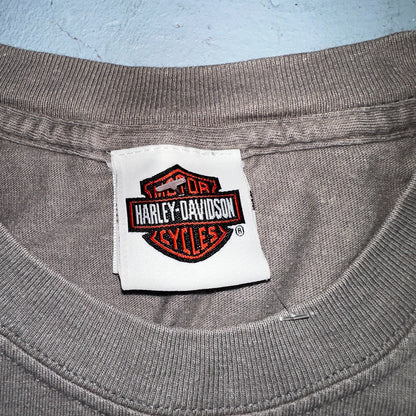 MOTOR
HARLEY-DAVIDSON
CYCLES
®